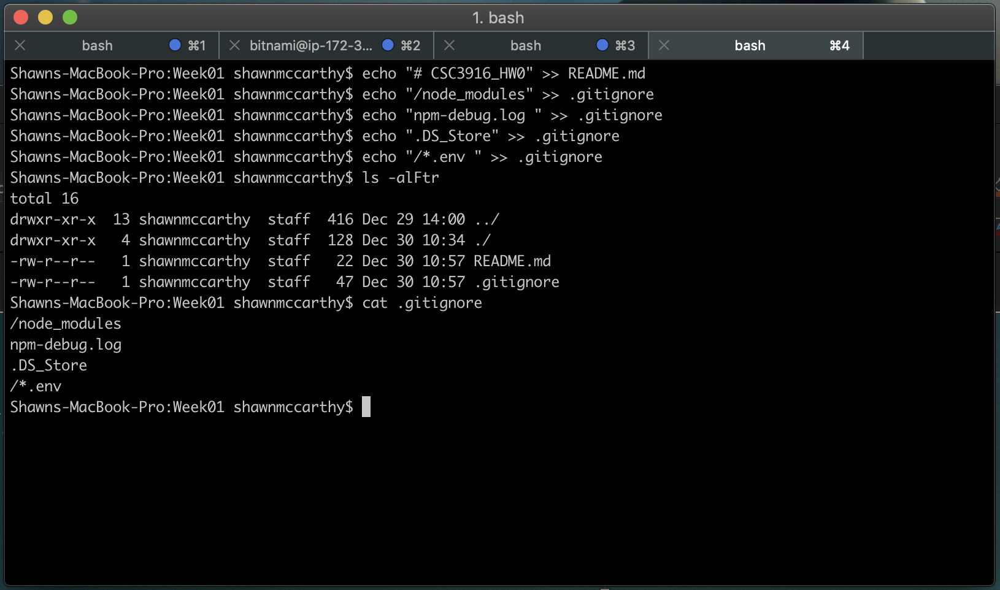 1. bash
bash ⌘1 bitnami@ip-172-3... ⌘2 bash ⌘3 bash ⌘4
Shawns-MacBook-Pro:Week01 shawnmccarthy$ echo "# CSC3916_HW0" >> README.md
Shawns-MacBook-Pro:Week01 shawnmccarthy$ echo "/node_modules" >> .gitignore
Shawns-MacBook-Pro:Week01 shawnmccarthy$ echo "npm-debug.log " >> .gitignore
Shawns-MacBook-Pro:Week01 shawnmccarthy$ echo ".DS_Store" >> .gitignore
Shawns-MacBook-Pro:Week01 shawnmccarthy$ echo "/*.env " >> .gitignore
Shawns-MacBook-Pro:Week01 shawnmccarthy$ ls -alFtr
total 16
drwxr-xr-x  13 shawnmccarthy  staff  416 Dec 29 14:00 ../
drwxr-xr-x   4 shawnmccarthy  staff  128 Dec 30 10:34 ./
-rw-r--r--   1 shawnmccarthy  staff   22 Dec 30 10:57 README.md
-rw-r--r--   1 shawnmccarthy  staff   47 Dec 30 10:57 .gitignore
Shawns-MacBook-Pro:Week01 shawnmccarthy$ cat .gitignore
/node_modules
npm-debug.log
.DS_Store
/*.env
Shawns-MacBook-Pro:Week01 shawnmccarthy$